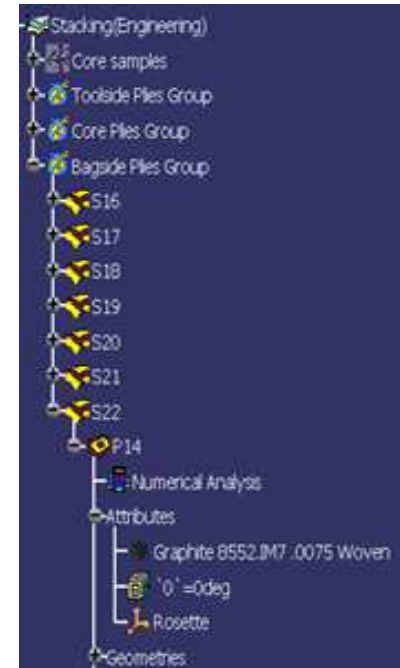 Stacking(Engineering)
Core samples
Toolside Plies Group
Core Plies Group
Bagside Plies Group
S16
S17
S18
S19
S20
S21
S22
P14
Numerical Analysis
Attributes
Graphite 8552.IM7 .0075 Woven
`0`=0deg
Rosette
Geometries